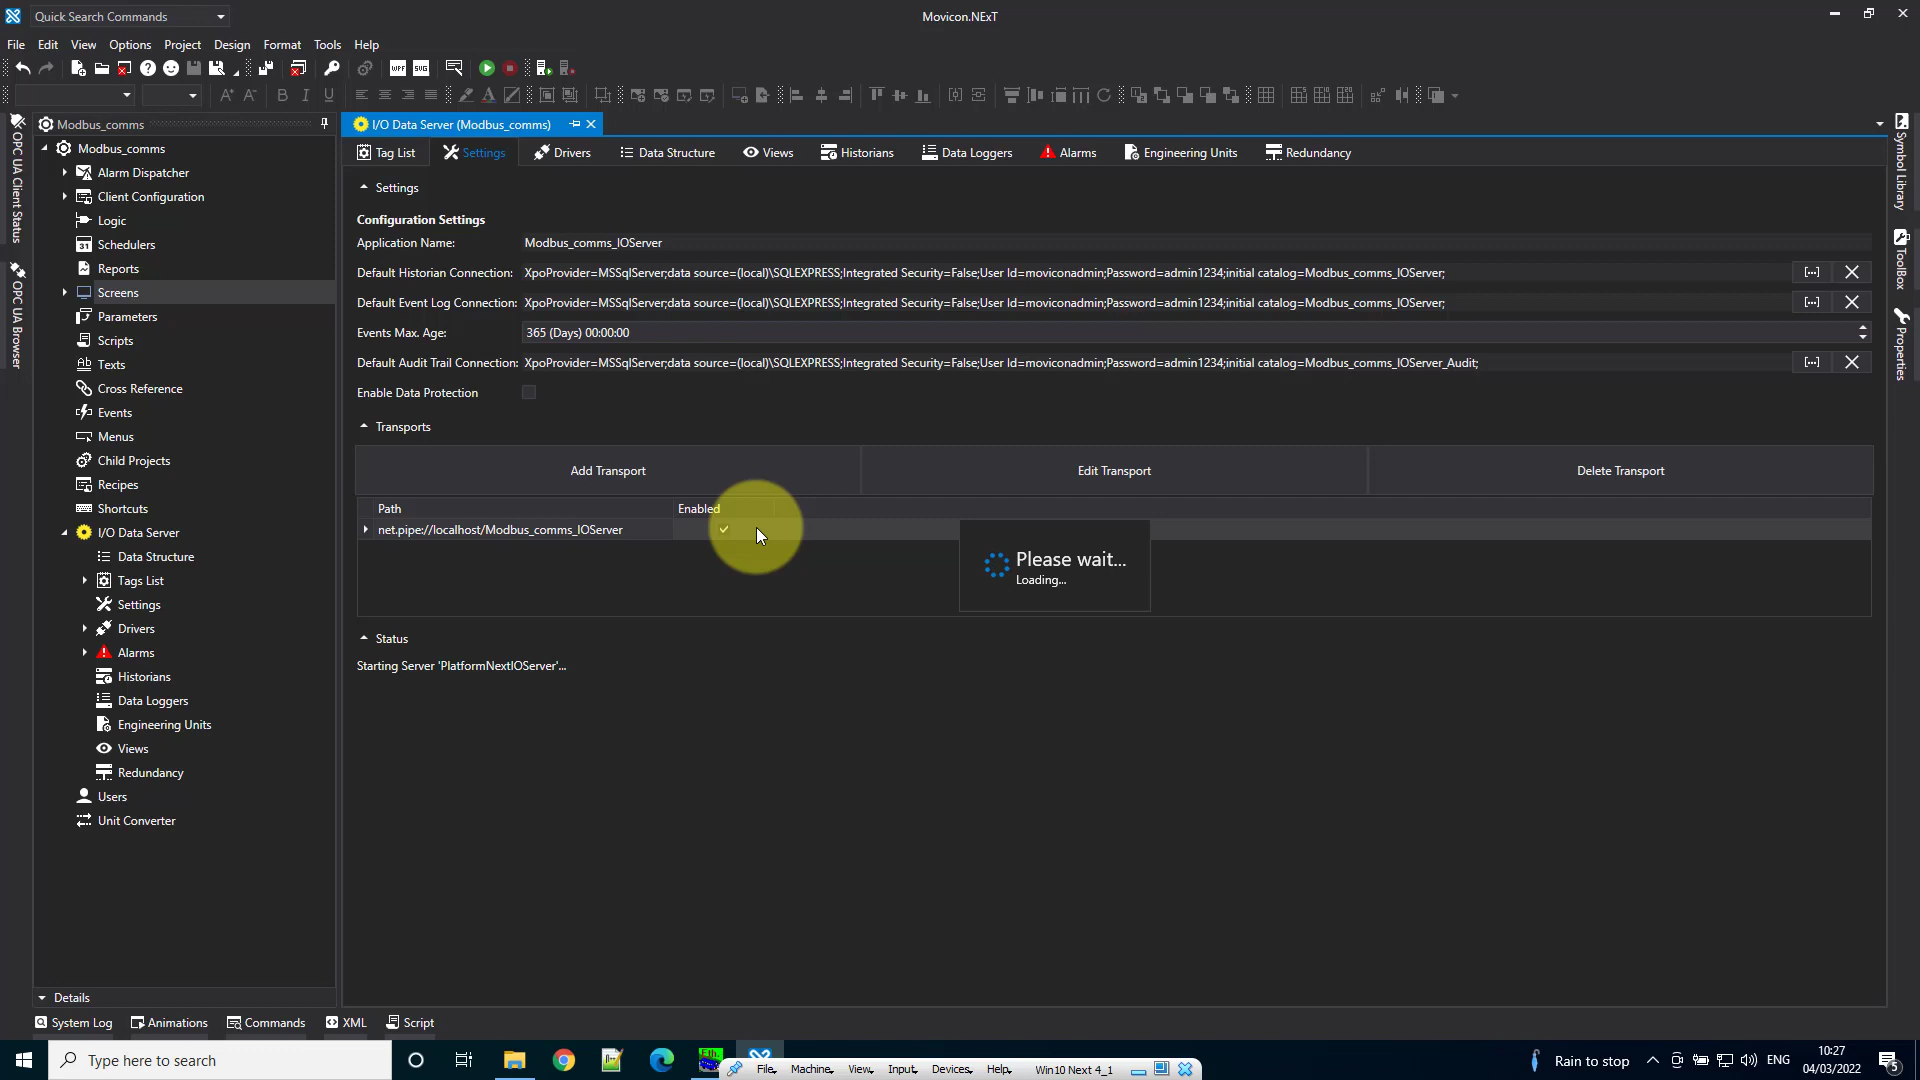 Quick Search Commands
Movicon.NExT
File Edit View Options Project Design Format Tools Help
WPF SVG
B I U
Modbus_comms
I/O Data Server (Modbus_comms)
OPC UA Client Status
OPC UA Browser
Modbus_comms
Alarm Dispatcher
Client Configuration
Logic
31 Schedulers
Reports
Screens
Parameters
Scripts
Texts
Cross Reference
Events
Menus
Child Projects
Recipes
Shortcuts
I/O Data Server
Data Structure
Tags List
Settings
Drivers
Alarms
Historians
Data Loggers
Engineering Units
Views
Redundancy
Users
Unit Converter
Details
Tag List Settings Drivers Data Structure Views Historians Data Loggers Alarms Engineering Units Redundancy
Settings
Configuration Settings
Application Name: Modbus_comms_IOServer
Default Historian Connection: XpoProvider=MSSqlServer;data source=(local)\SQLEXPRESS;Integrated Security=False;User Id=moviconadmin;Password=admin1234;initial catalog=Modbus_comms_IOServer;
Default Event Log Connection: XpoProvider=MSSqlServer;data source=(local)\SQLEXPRESS;Integrated Security=False;User Id=moviconadmin;Password=admin1234;initial catalog=Modbus_comms_IOServer;
Events Max. Age: 365 (Days) 00:00:00
Default Audit Trail Connection: XpoProvider=MSSqlServer;data source=(local)\SQLEXPRESS;Integrated Security=False;User Id=moviconadmin;Password=admin1234;initial catalog=Modbus_comms_IOServer_Audit;
Enable Data Protection
Transports
Add Transport Edit Transport Delete Transport
Path Enabled
net.pipe://localhost/Modbus_comms_IOServer
Please wait...
Loading...
Status
Starting Server 'PlatformNextIOServer'...
Symbol Library
ToolBox
Properties
System Log Animations Commands XML Script
Type here to search
Eth.
File Machine View Input Devices Help Win10 Next 4_1
Rain to stop
ENG
10:27
04/03/2022
5